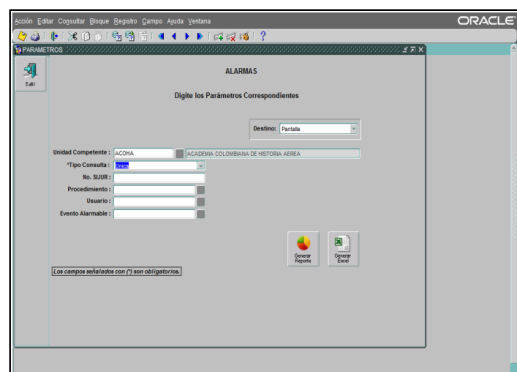 Acción Editar Consultar Bloque Registro Campo Ayuda Ventana
ORACLE
PARAMETROS
Salir
ALARMAS
Digite los Parámetros Correspondientes
Destino: Pantalla
Unidad Competente : ACOHA ACADEMIA COLOMBIANA DE HISTORIA AEREA
*Tipo Consulta :
No. SIJUR :
Procedimiento :
Usuario :
Evento Alarmable :
Generar Reporte
Generar Excel
Los campos señalados con (*) son obligatorios.